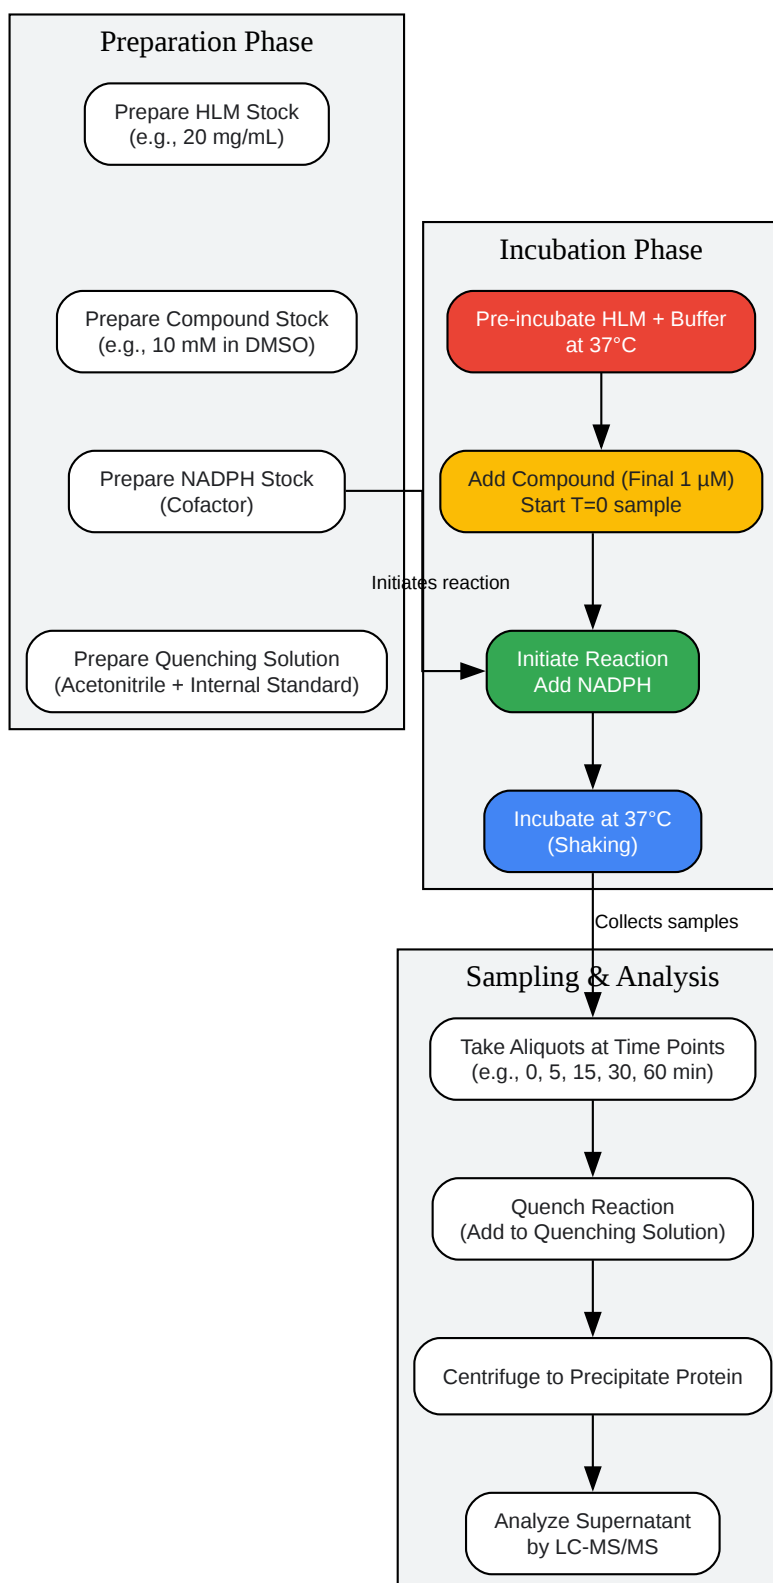 Preparation Phase
Prepare HLM Stock
(e.g., 20 mg/mL)
Prepare Compound Stock
(e.g., 10 mM in DMSO)
Prepare NADPH Stock
(Cofactor)
Prepare Quenching Solution
(Acetonitrile + Internal Standard)
Initiates reaction
Incubation Phase
Pre-incubate HLM + Buffer
at 37°C
Add Compound (Final 1 µM)
Start T=0 sample
Initiate Reaction
Add NADPH
Incubate at 37°C
(Shaking)
Collects samples
Sampling & Analysis
Take Aliquots at Time Points
(e.g., 0, 5, 15, 30, 60 min)
Quench Reaction
(Add to Quenching Solution)
Centrifuge to Precipitate Protein
Analyze Supernatant
by LC-MS/MS